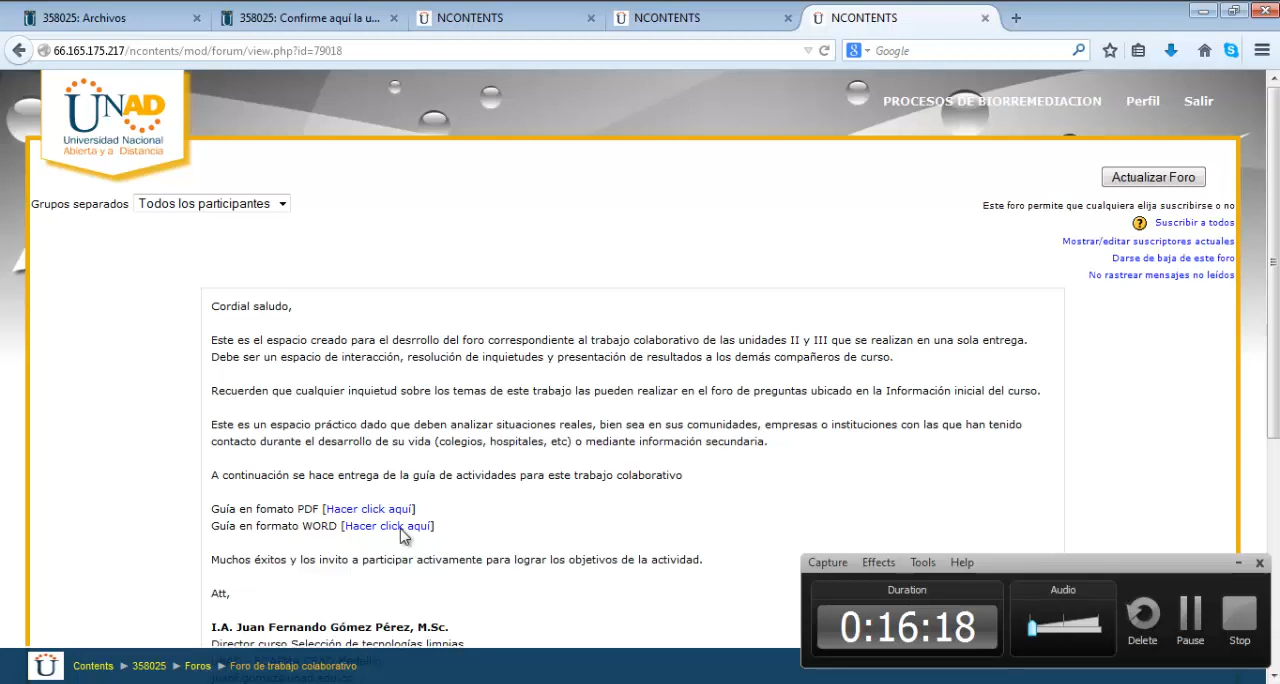 358025: Archivos
358025: Confirme aquí la u...
NCONTENTS
NCONTENTS
NCONTENTS
66.165.175.217/ncontents/mod/forum/view.php?id=79018
Google
UNAD
Universidad Nacional
Abierta y a Distancia
PROCESOS DE BIORREMEDIACION Perfil Salir
Actualizar Foro
Grupos separados Todos los participantes
Este foro permite que cualquiera elija suscribirse o no
Suscribir a todos
Mostrar/editar suscriptores actuales
Darse de baja de este foro
No rastrear mensajes no leídos
Cordial saludo,
Este es el espacio creado para el desrrollo del foro correspondiente al trabajo colaborativo de las unidades II y III que se realizan en una sola entrega.
Debe ser un espacio de interacción, resolución de inquietudes y presentación de resultados a los demás compañeros de curso.
Recuerden que cualquier inquietud sobre los temas de este trabajo las pueden realizar en el foro de preguntas ubicado en la Información inicial del curso.
Este es un espacio práctico dado que deben analizar situaciones reales, bien sea en sus comunidades, empresas o instituciones con las que han tenido
contacto durante el desarrollo de su vida (colegios, hospitales, etc) o mediante información secundaria.
A continuación se hace entrega de la guía de actividades para este trabajo colaborativo
Guía en fomato PDF [Hacer click aquí]
Guía en formato WORD [Hacer click aquí]
Muchos éxitos y los invito a participar activamente para lograr los objetivos de la actividad.
Att,
I.A. Juan Fernando Gómez Pérez, M.Sc.
Director curso Selección de tecnologías limpias
Contents ► 358025 ► Foros ► Foro de trabajo colaborativo
Capture Effects Tools Help
Duration
0:16:18
Audio
Delete Pause Stop